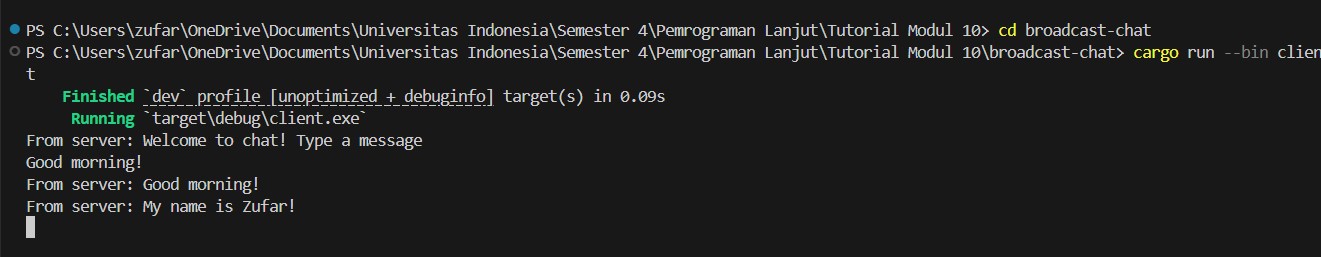 PS C:\Users\zufar\OneDrive\Documents\Universitas Indonesia\Semester 4\Pemrograman Lanjut\Tutorial Modul 10> cd broadcast-chat
PS C:\Users\zufar\OneDrive\Documents\Universitas Indonesia\Semester 4\Pemrograman Lanjut\Tutorial Modul 10\broadcast-chat> cargo run --bin clien
t
Finished `dev` profile [unoptimized + debuginfo] target(s) in 0.09s
Running `target\debug\client.exe`
From server: Welcome to chat! Type a message
Good morning!
From server: Good morning!
From server: My name is Zufar!